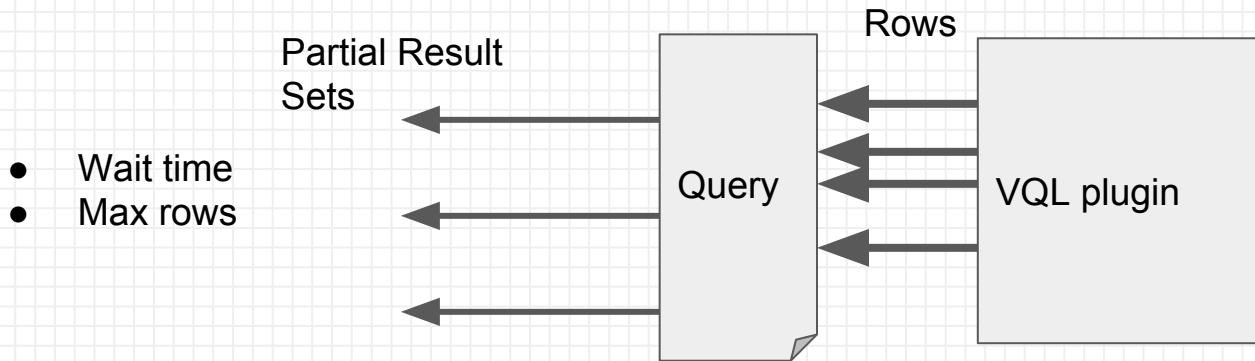 Rows
Partial Result
Sets
● Wait time
● Max rows
Query
VQL plugin